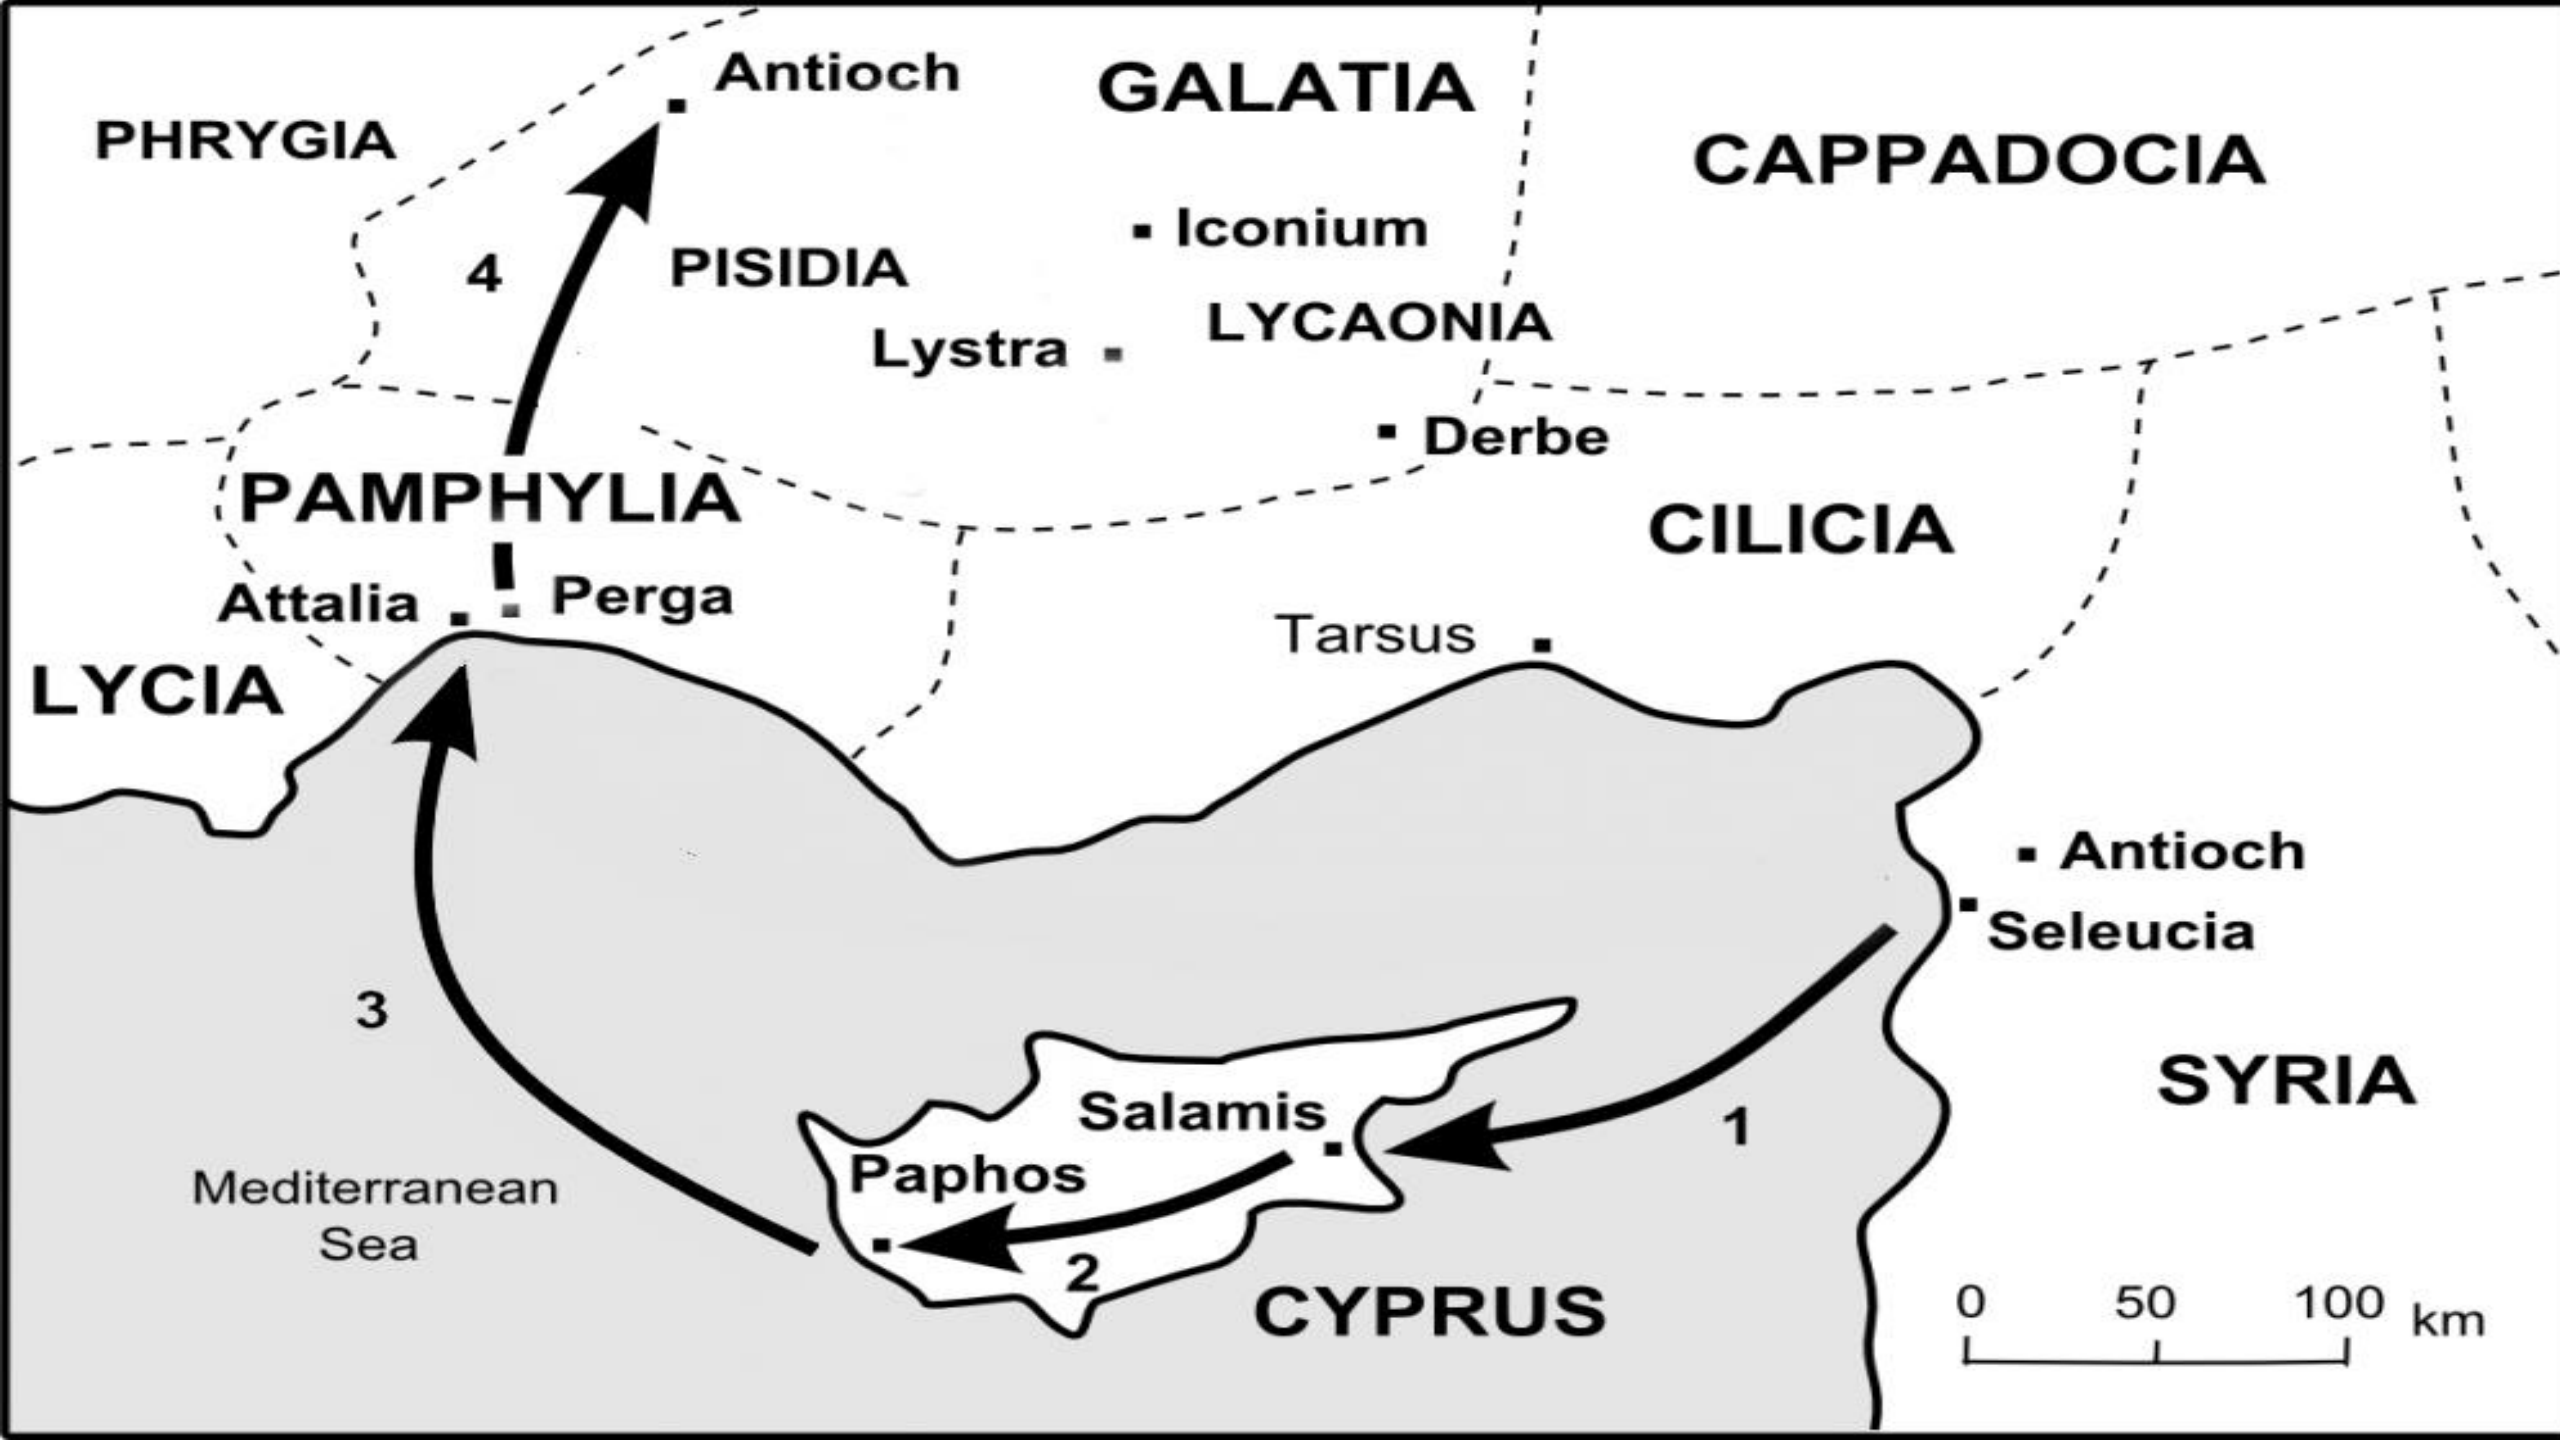 Antioch
GALATIA
PHRYGIA
CAPPADOCIA
Iconium
4
PISIDIA
LYCAONIA
Lystra
Derbe
PAMPHYLIA
CILICIA
Attalia
Perga
Tarsus
LYCIA
Antioch
Seleucia
3
SYRIA
Salamis
1
Paphos
Mediterranean
Sea
2
CYPRUS
0 50 100 km